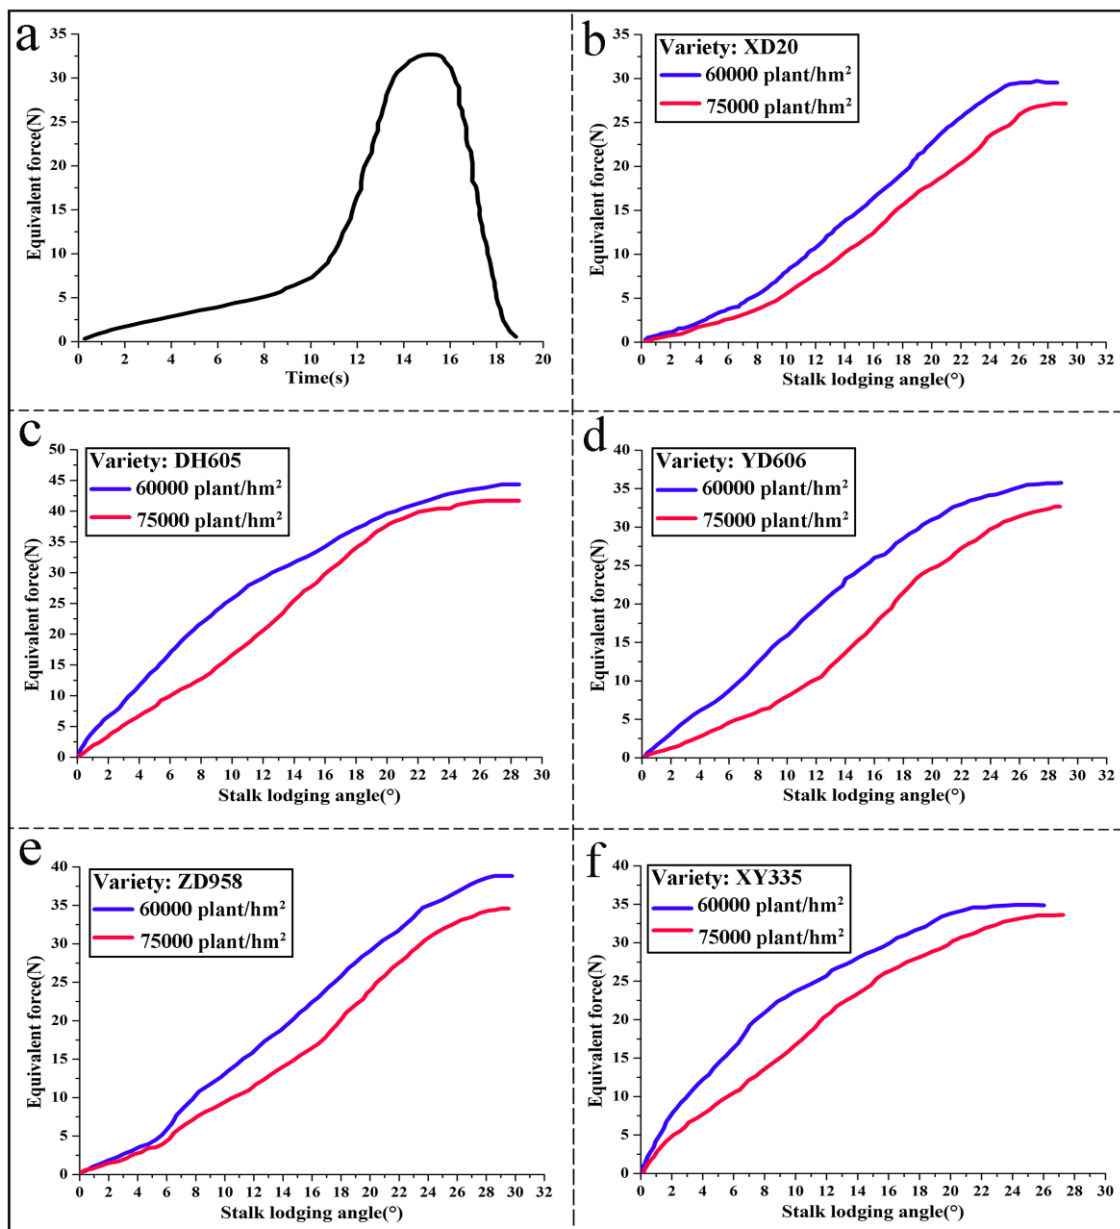 a
35
30
25
20
15
10
5
0
Equivalent force(N)
0 2 4 6 8 10 12 14 16 18 20
Time(s)
b
Variety: XD20
60000 plant/hm²
75000 plant/hm²
35
30
25
20
15
10
5
0
Equivalent force(N)
0 2 4 6 8 10 12 14 16 18 20 22 24 26 28 30 32
Stalk lodging angle(°)
c
Variety: DH605
60000 plant/hm²
75000 plant/hm²
50
45
40
35
30
25
20
15
10
5
0
Equivalent force(N)
0 2 4 6 8 10 12 14 16 18 20 22 24 26 28 30
Stalk lodging angle(°)
d
Variety: YD606
60000 plant/hm²
75000 plant/hm²
40
35
30
25
20
15
10
5
0
Equivalent force(N)
0 2 4 6 8 10 12 14 16 18 20 22 24 26 28 30 32
Stalk lodging angle(°)
e
Variety: ZD958
60000 plant/hm²
75000 plant/hm²
40
35
30
25
20
15
10
5
0
Equivalent force(N)
0 2 4 6 8 10 12 14 16 18 20 22 24 26 28 30 32
Stalk lodging angle(°)
f
Variety: XY335
60000 plant/hm²
75000 plant/hm²
40
35
30
25
20
15
10
5
0
Equivalent force(N)
0 2 4 6 8 10 12 14 16 18 20 22 24 26 28 30
Stalk lodging angle(°)